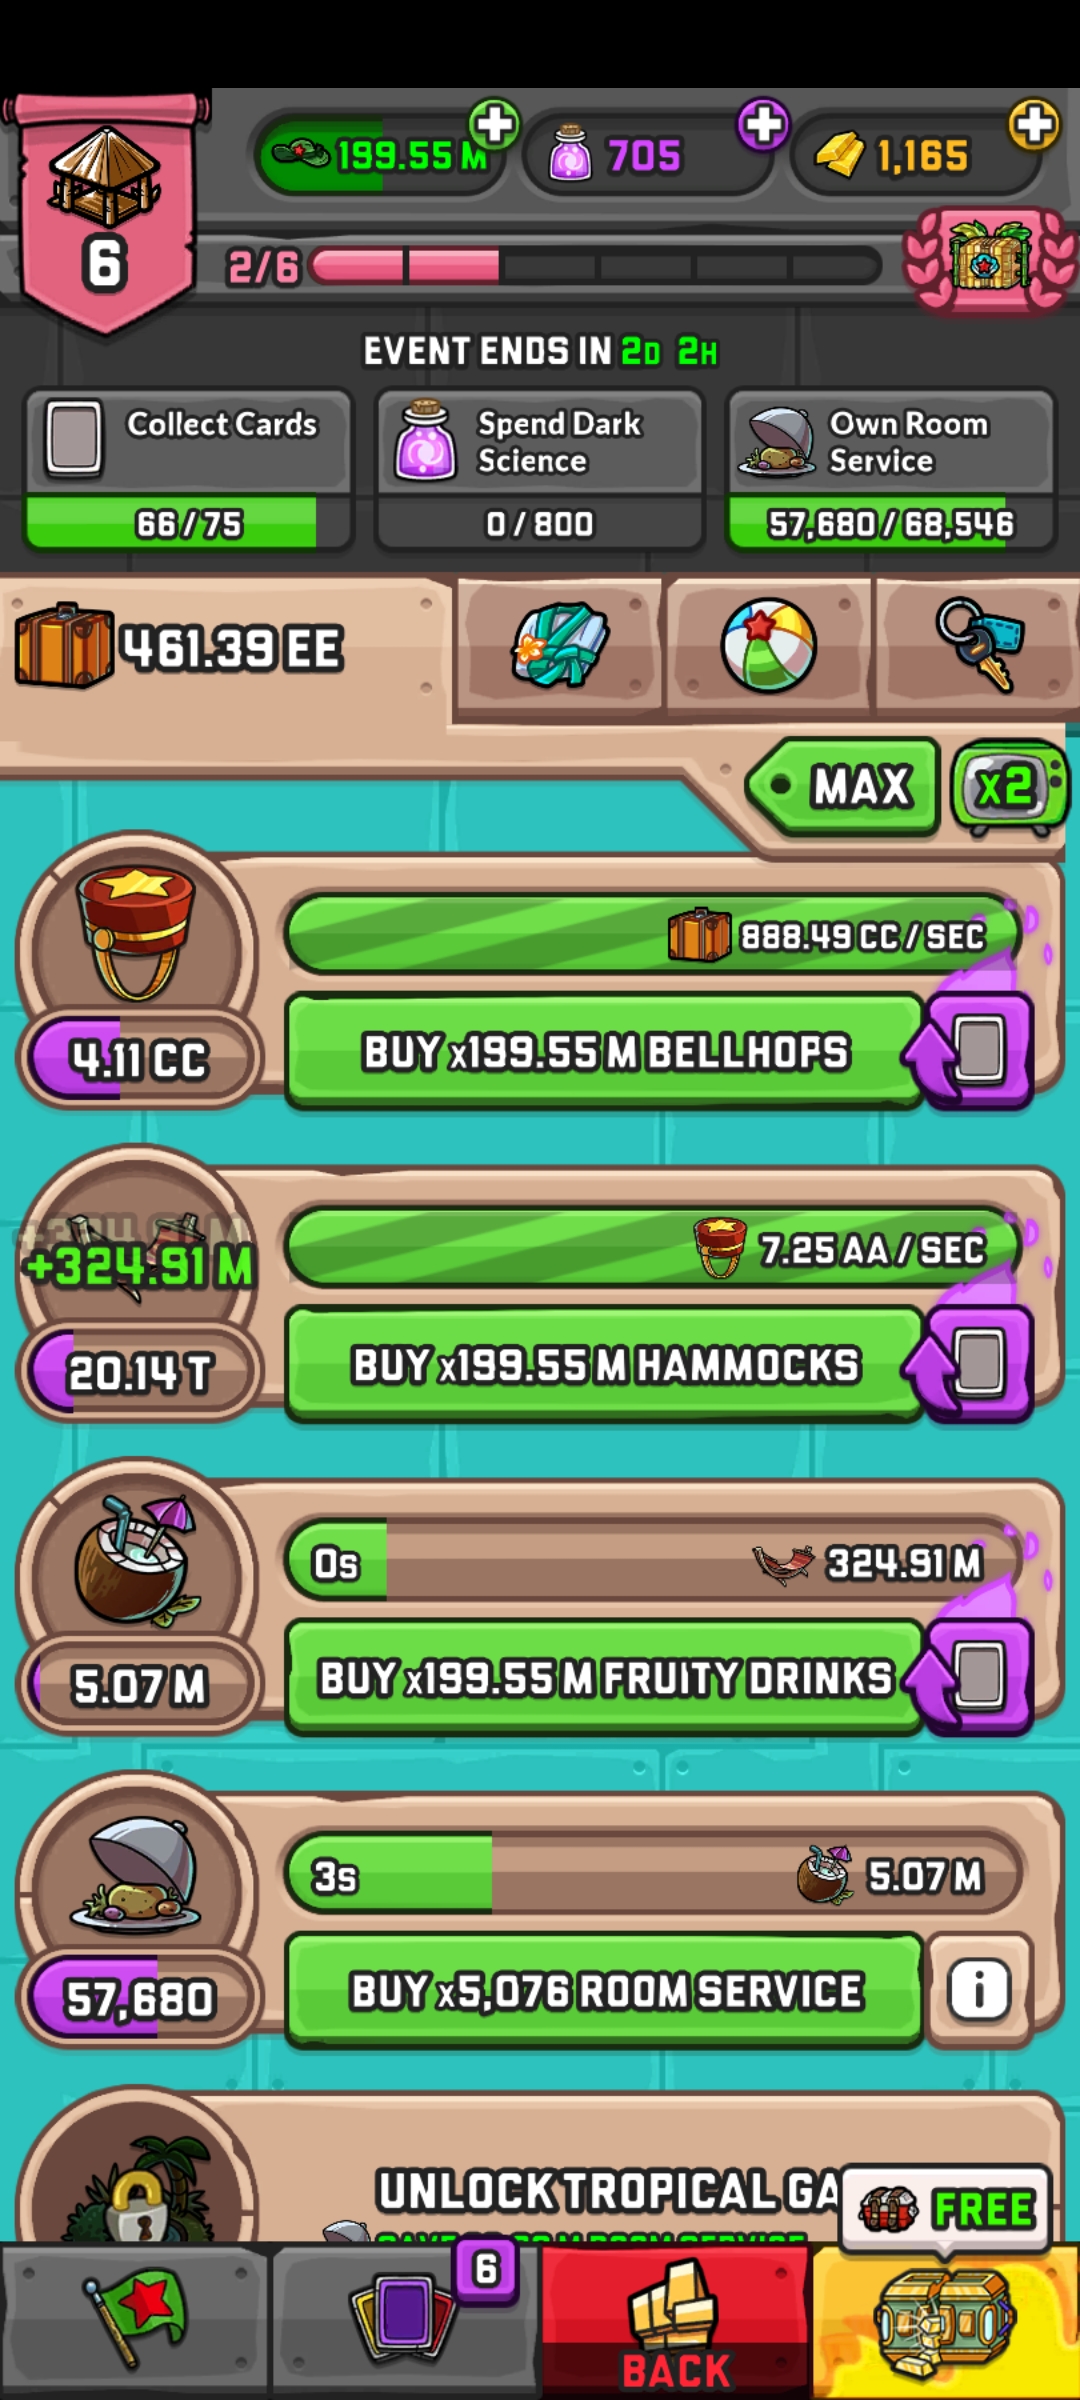 199.55 M
705
1,165
6
2/6
EVENT ENDS IN 2D 2H
Collect Cards
66/75
Spend Dark
Science
0/800
Own Room
Service
57,680/68,546
461.39 EE
MAX
x2
888.49 CC/SEC
4.11 CC
BUY x199.55 M BELLHOPS
+324.91 M
+324.91 M
7.25 AA/SEC
20.14 T
BUY x199.55 M HAMMOCKS
0s
324.91 M
5.07 M
BUY x199.55 M FRUITY DRINKS
3s
5.07 M
57,680
BUY x5,076 ROOM SERVICE
i
UNLOCK TROPICAL GA
ROOM SERVICE
FREE
6
BACK